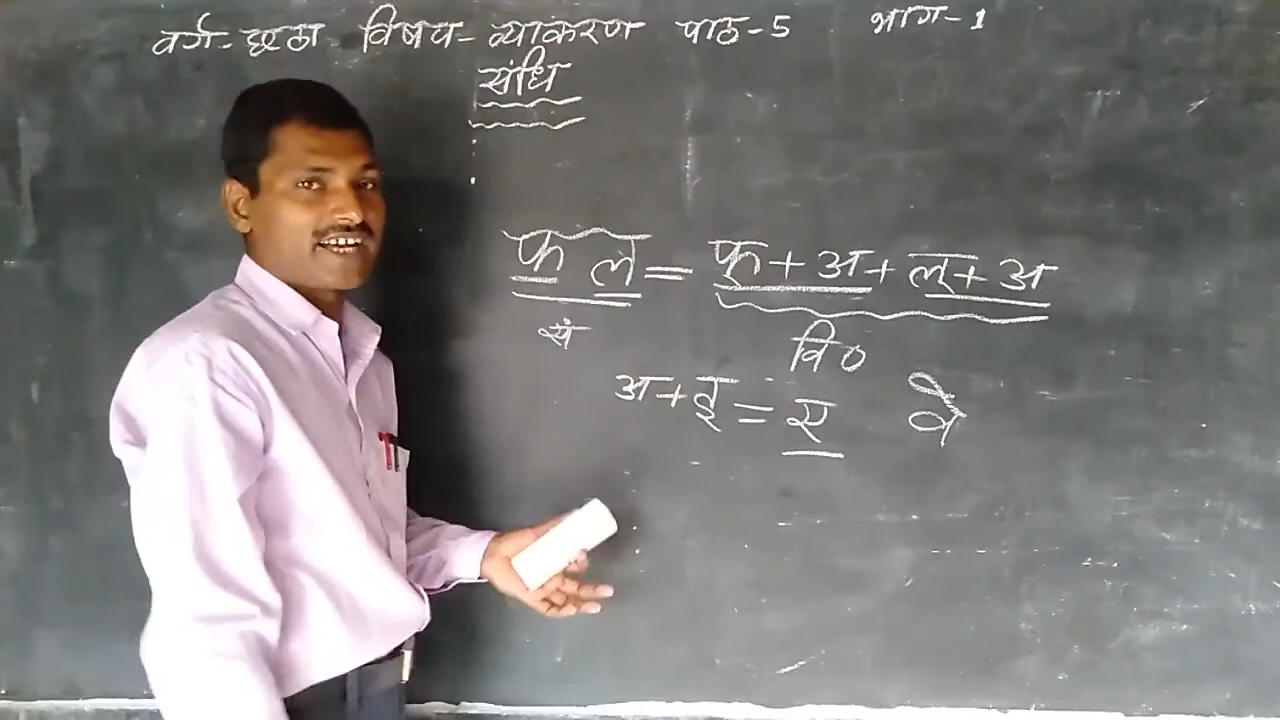 वर्ग-छठा विषय-व्याकरण पाठ-5 भाग-1
संधि
फल = फ्+अ+ल्+अ
सं वि०
अ+इ=ए वे